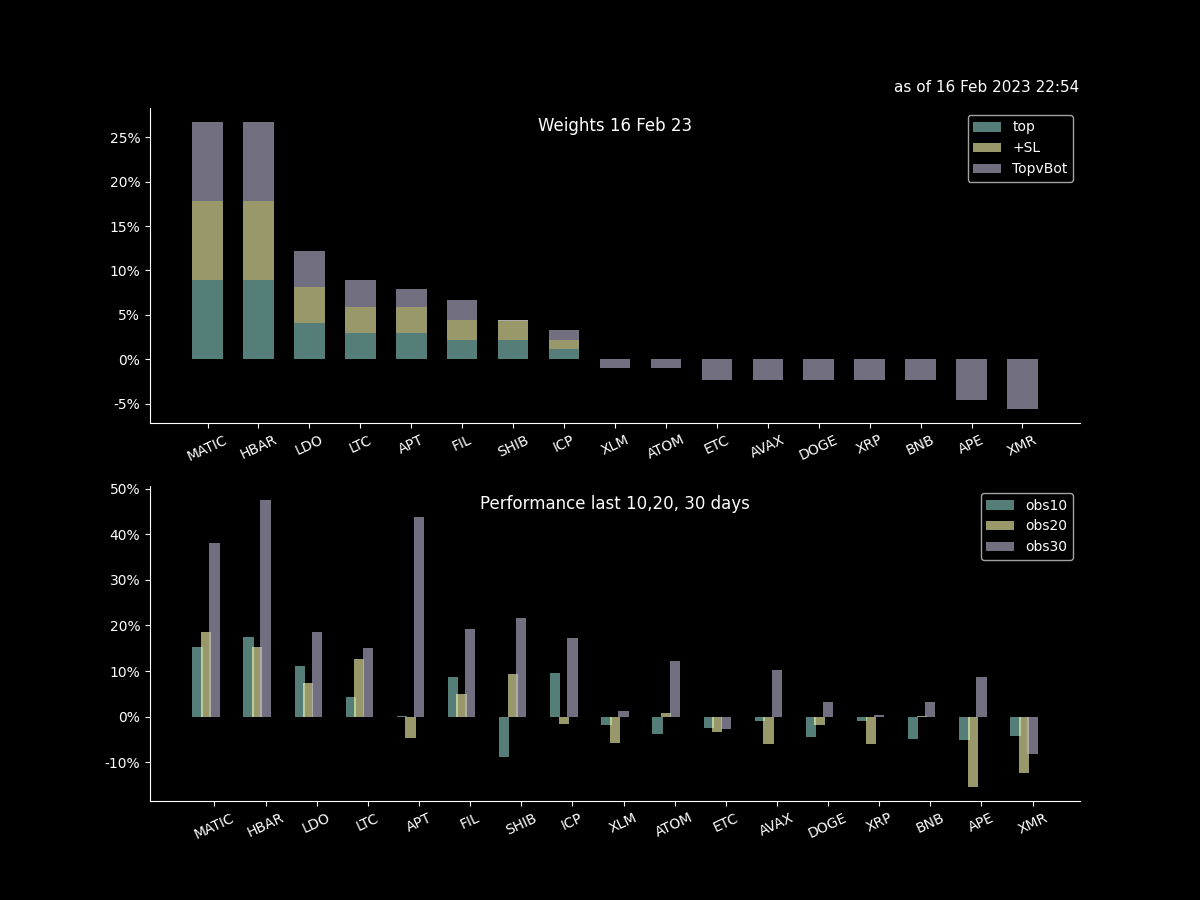 as of 16 Feb 2023 22:54
Weights 16 Feb 23
top
+SL
TopvBot
25%
20%
15%
10%
5%
0%
-5%
MATIC HBAR LDO LTC APT FIL SHIB ICP XLM ATOM ETC AVAX DOGE XRP BNB APE XMR
Performance last 10,20, 30 days
obs10
obs20
obs30
50%
40%
30%
20%
10%
0%
-10%
MATIC HBAR LDO LTC APT FIL SHIB ICP XLM ATOM ETC AVAX DOGE XRP BNB APE XMR